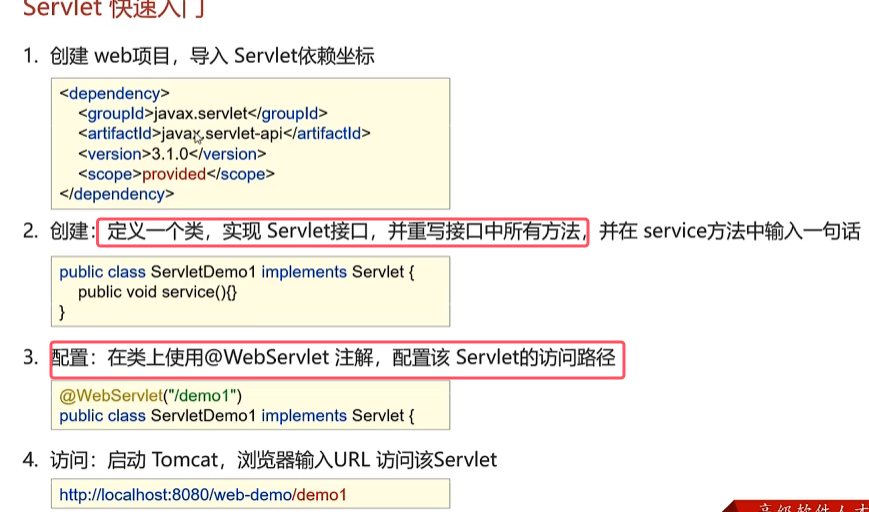 Servlet 快速入门
1. 创建 web项目，导入 Servlet依赖坐标
<dependency>
<groupId>javax.servlet</groupId>
<artifactId>javax.servlet-api</artifactId>
<version>3.1.0</version>
<scope>provided</scope>
</dependency>
2. 创建：定义一个类，实现 Servlet接口，并重写接口中所有方法，并在 service方法中输入一句话
public class ServletDemo1 implements Servlet {
public void service(){}
}
3. 配置：在类上使用@WebServlet 注解，配置该 Servlet的访问路径
@WebServlet("/demo1")
public class ServletDemo1 implements Servlet {
4. 访问：启动 Tomcat，浏览器输入URL 访问该Servlet
http://localhost:8080/web-demo/demo1
高级软件人才